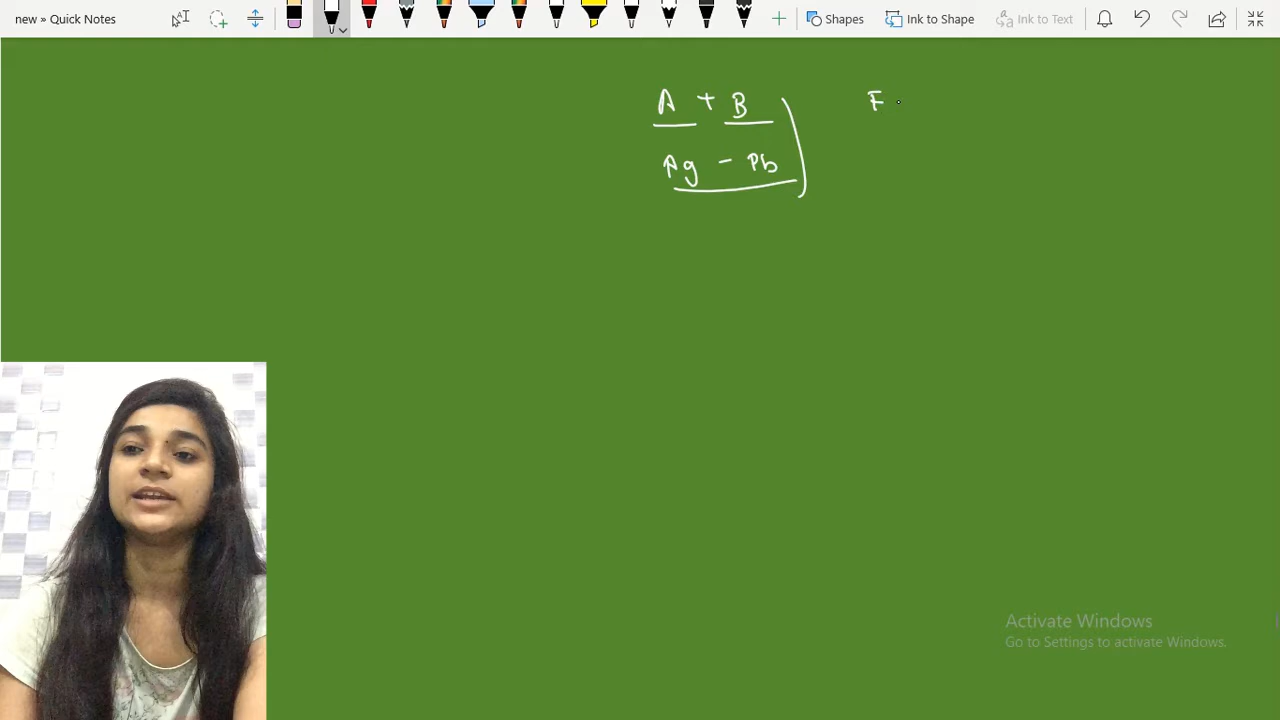 new » Quick Notes
Shapes
Ink to Shape
Ink to Text
A + B
F
Ag - Pb
Activate Windows
Go to Settings to activate Windows.